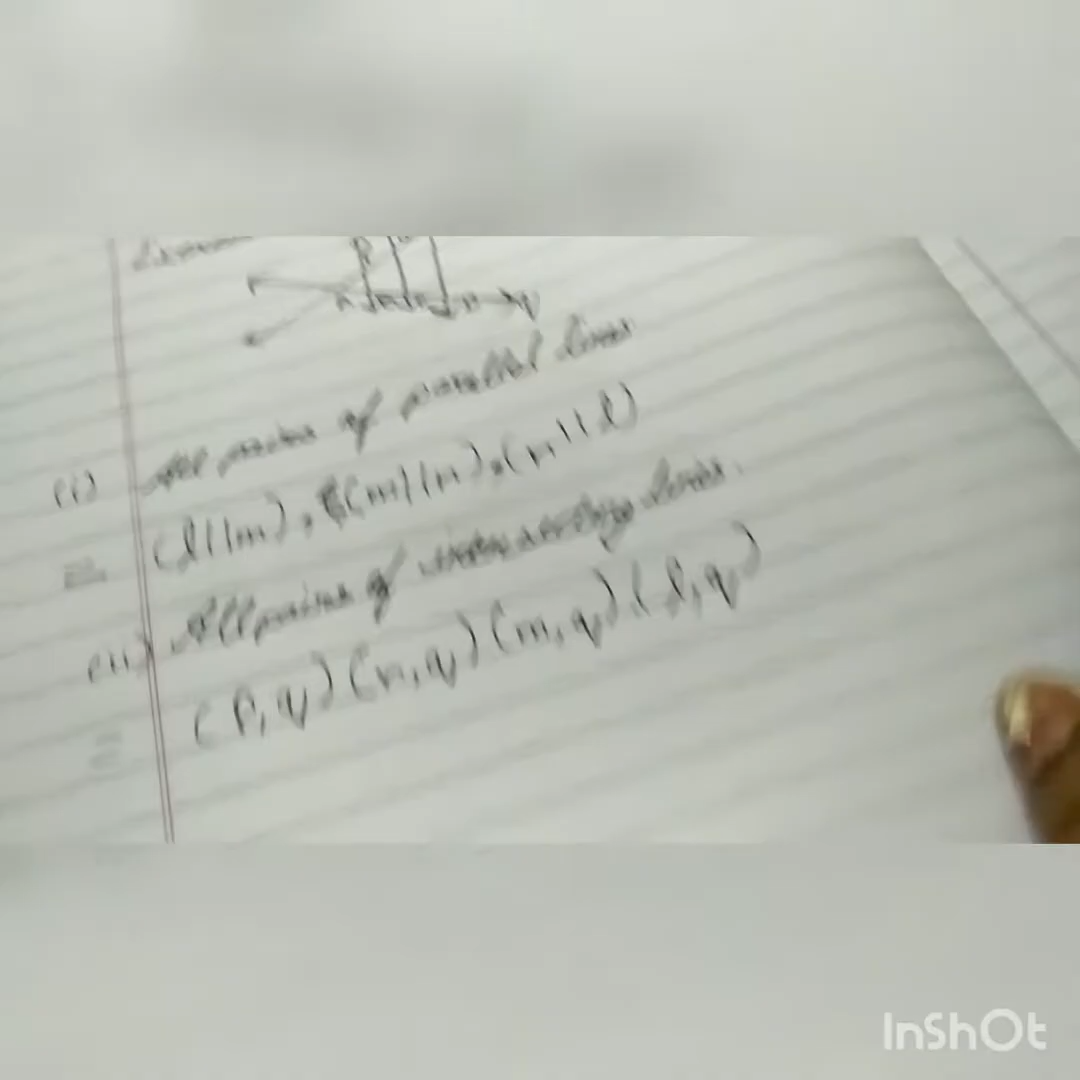 (i) All pairs of parallel lines
= (l||m), (m||n), (n||l)
(ii) All pairs of intersecting lines.
= (p,q) (n,q) (m,q) (l,q)
InShOt